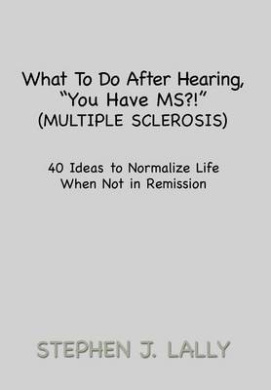 What To Do After Hearing,
“You Have MS?!”
(MULTIPLE SCLEROSIS)
40 Ideas to Normalize Life
When Not in Remission
STEPHEN J. LALLY